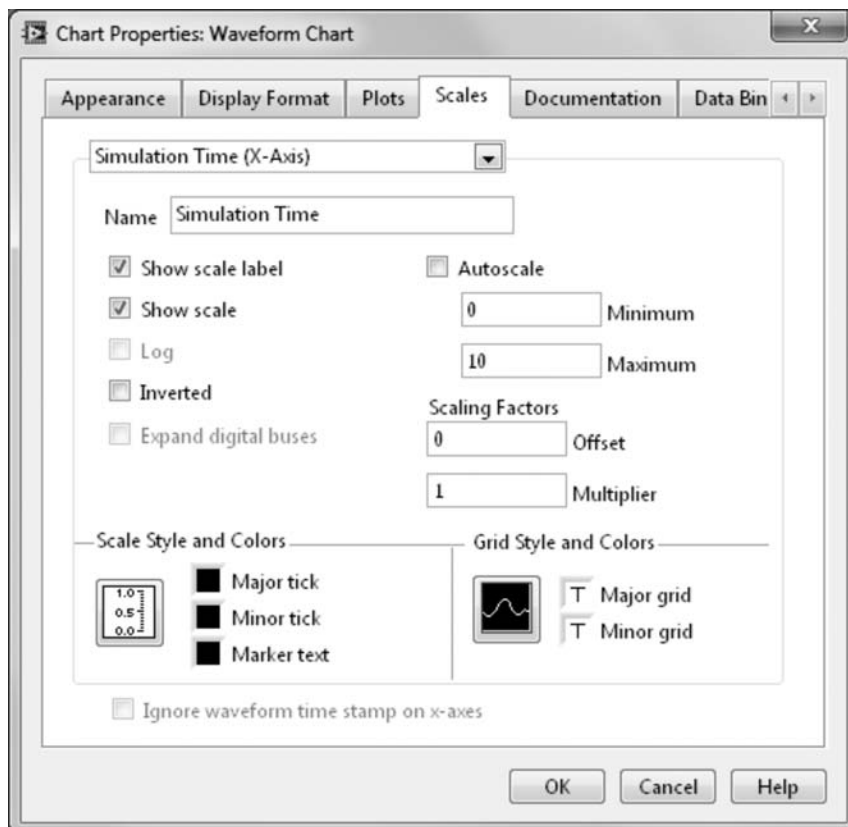 Chart Properties: Waveform Chart
x
Appearance Display Format Plots Scales Documentation Data Bin
Simulation Time (X-Axis)
Name Simulation Time
Show scale label Autoscale
Show scale 0 Minimum
Log 10 Maximum
Inverted Scaling Factors
Expand digital buses 0 Offset
1 Multiplier
Scale Style and Colors Grid Style and Colors
1.0 Major tick T Major grid
0.5 Minor tick T Minor grid
0.0 Marker text
Ignore waveform time stamp on x-axes
OK Cancel Help